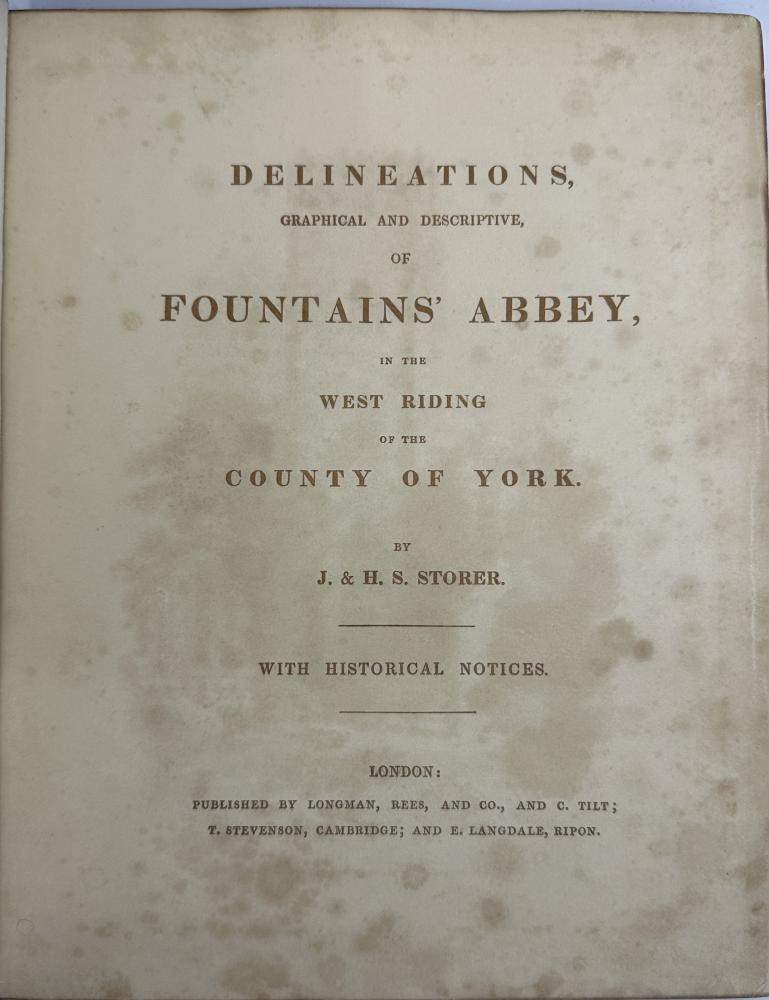 DELINEATIONS,
GRAPHICAL AND DESCRIPTIVE,
OF
FOUNTAINS' ABBEY,
IN THE
WEST RIDING
OF THE
COUNTY OF YORK.
BY
J. & H. S. STORER.
WITH HISTORICAL NOTICES.
LONDON:
PUBLISHED BY LONGMAN, REES, AND CO., AND C. TILT;
T. STEVENSON, CAMBRIDGE; AND E. LANGDALE, RIPON.